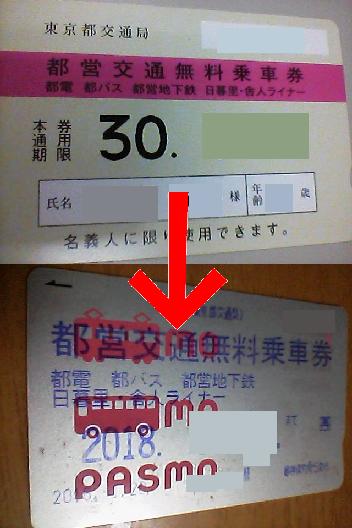 東京都交通局
都営交通無料乗車券
都電 都バス 都営地下鉄 日暮里・舎人ライナー
本券通用期限 30.
氏名 様 年齢 歳
名義人に限り使用できます。
都営交通無料乗車券
都電 都バス 都営地下鉄
日暮里・舎人ライナー
2018.
PASMO